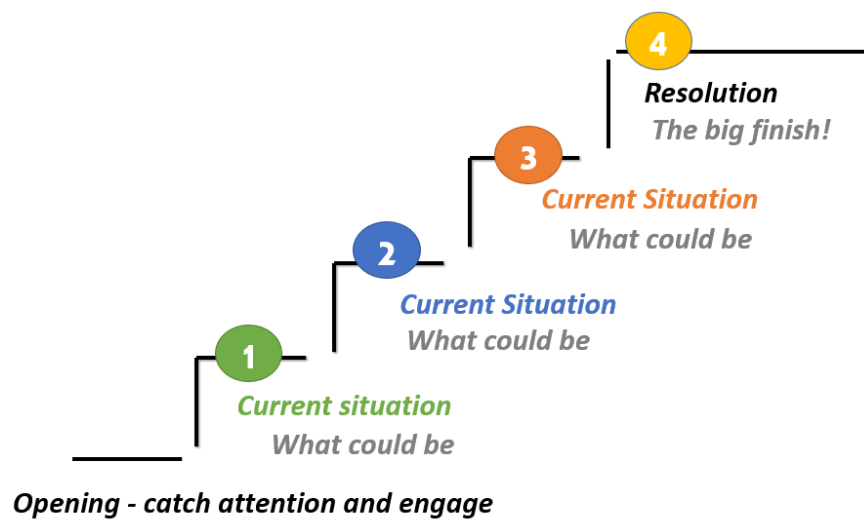 4
Resolution
The big finish!
3
Current Situation
What could be
2
Current Situation
What could be
1
Current situation
What could be
Opening - catch attention and engage